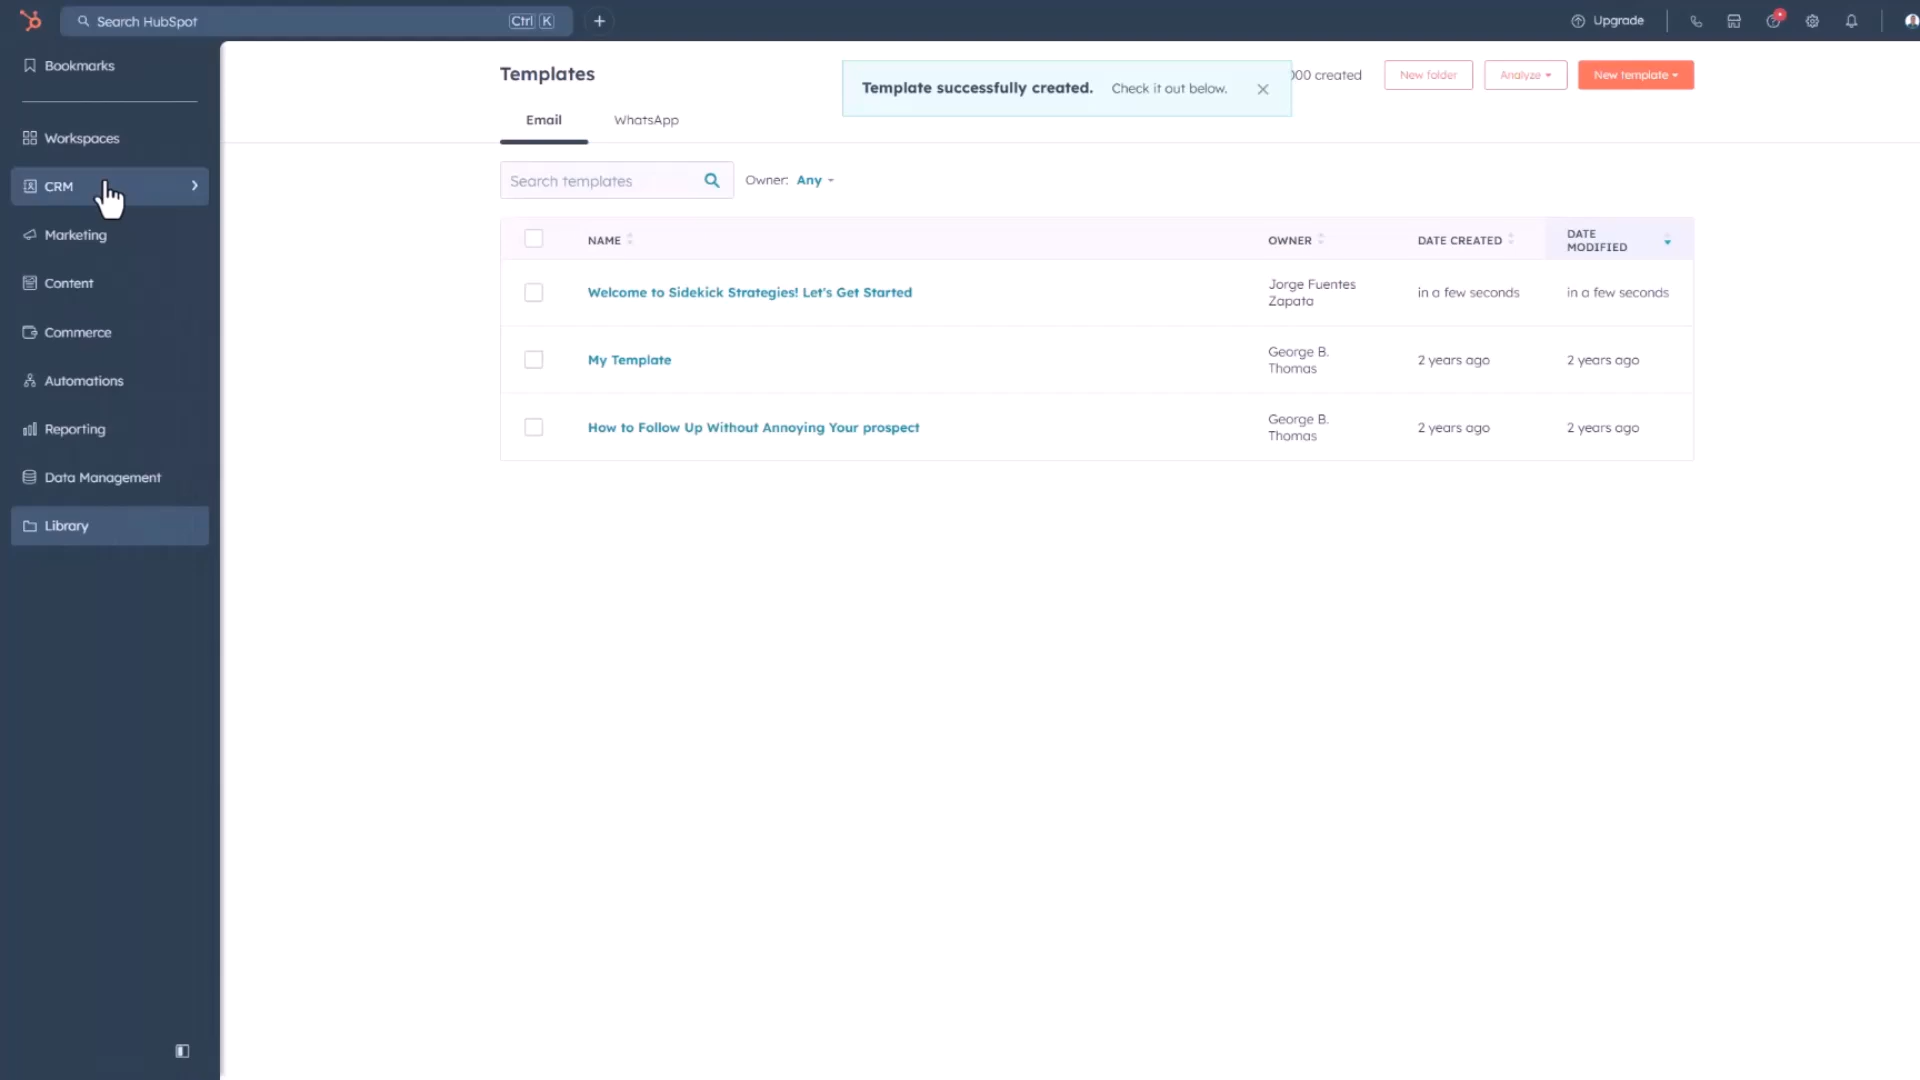 Search HubSpot
Ctrl K
Upgrade
Bookmarks
Workspaces
CRM
Marketing
Content
Commerce
Automations
Reporting
Data Management
Library
Templates
Template successfully created. Check it out below.
created
New folder
Analyze
New template
Email
WhatsApp
Search templates
Owner: Any
NAME
OWNER
DATE CREATED
DATE
MODIFIED
Welcome to Sidekick Strategies! Let's Get Started
Jorge Fuentes
Zapata
in a few seconds
in a few seconds
My Template
George B.
Thomas
2 years ago
2 years ago
How to Follow Up Without Annoying Your prospect
George B.
Thomas
2 years ago
2 years ago